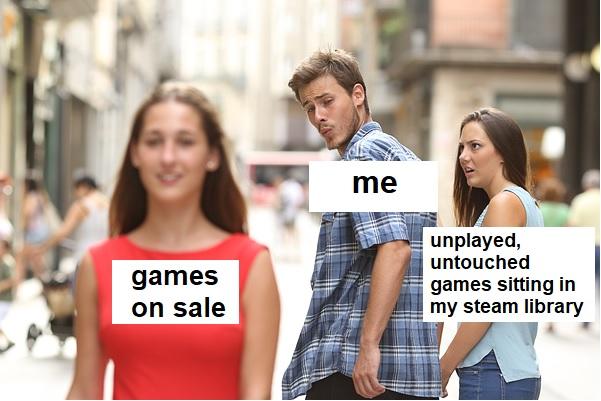 games
on sale
me
unplayed,
untouched
games sitting in
my steam library